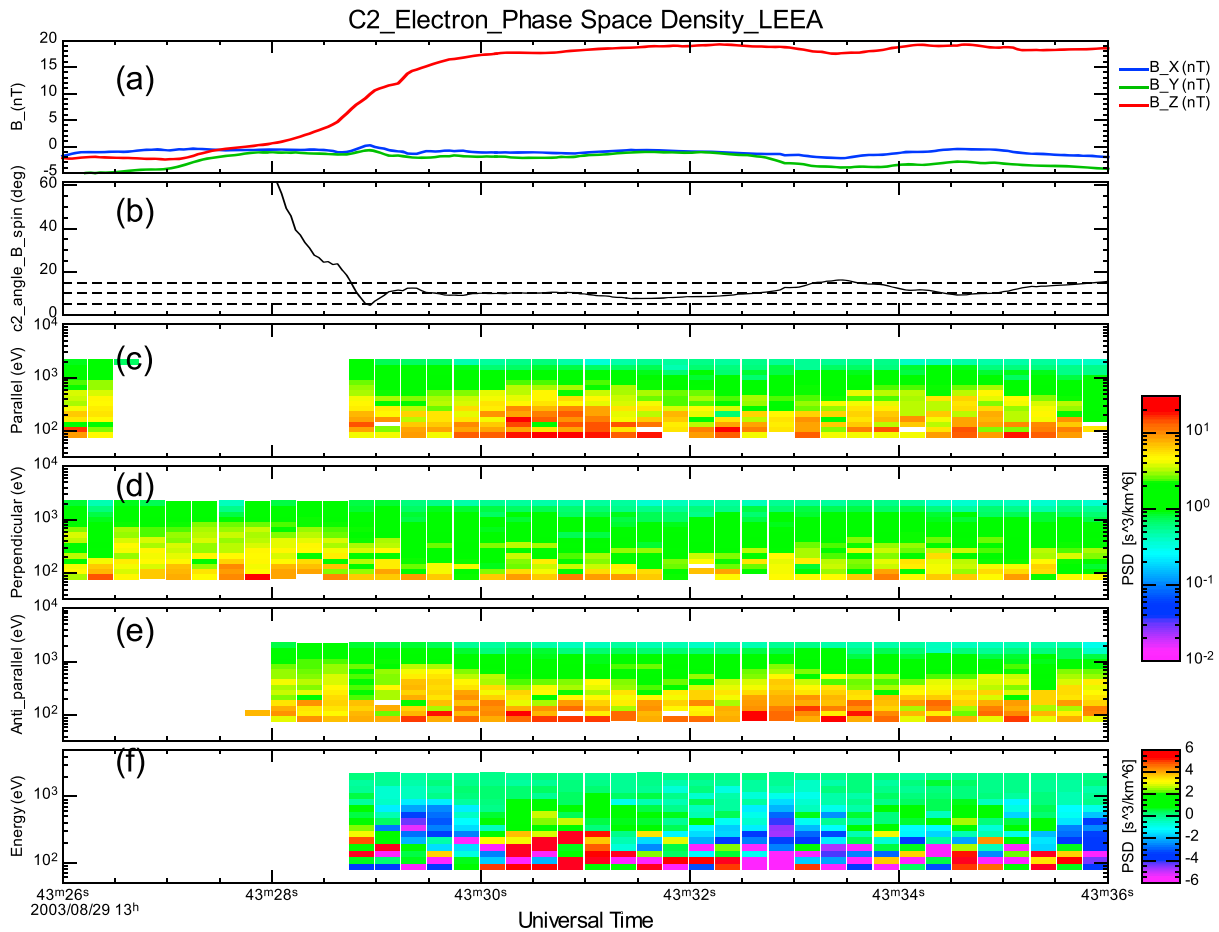 C2_Electron_Phase Space Density_LEEA
20
15
10
5
0
-5
B_(nT)
(a)
B_X (nT)
B_Y (nT)
B_Z (nT)
60
40
20
0
c2_angle_B_spin (deg)
(b)
10⁴
10³
10²
Parallel (eV)
(c)
10⁴
10³
10²
Perpendicular (eV)
(d)
10⁴
10³
10²
Anti_parallel (eV)
(e)
10¹
10⁰
10⁻¹
10⁻²
PSD [s^3/km^6]
10³
10²
Energy (eV)
(f)
6
4
2
0
-2
-4
-6
PSD [s^3/km^6]
43ᵐ26ˢ 43ᵐ28ˢ 43ᵐ30ˢ 43ᵐ32ˢ 43ᵐ34ˢ 43ᵐ36ˢ
2003/08/29 13ʰ
Universal Time